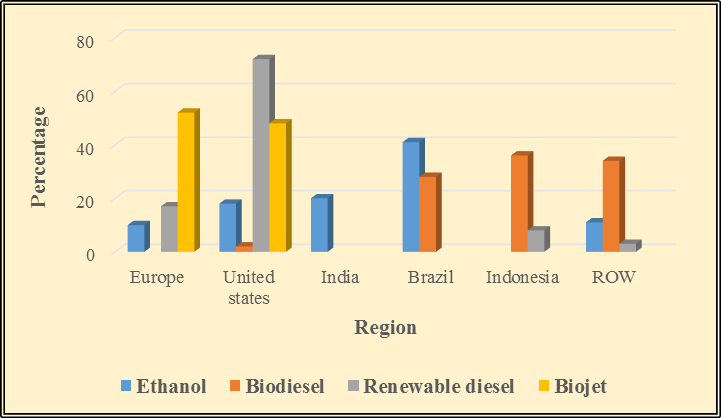 80
60
40
20
0
Percentage
Europe
United
states
India
Brazil
Indonesia
ROW
Region
Ethanol
Biodiesel
Renewable diesel
Biojet